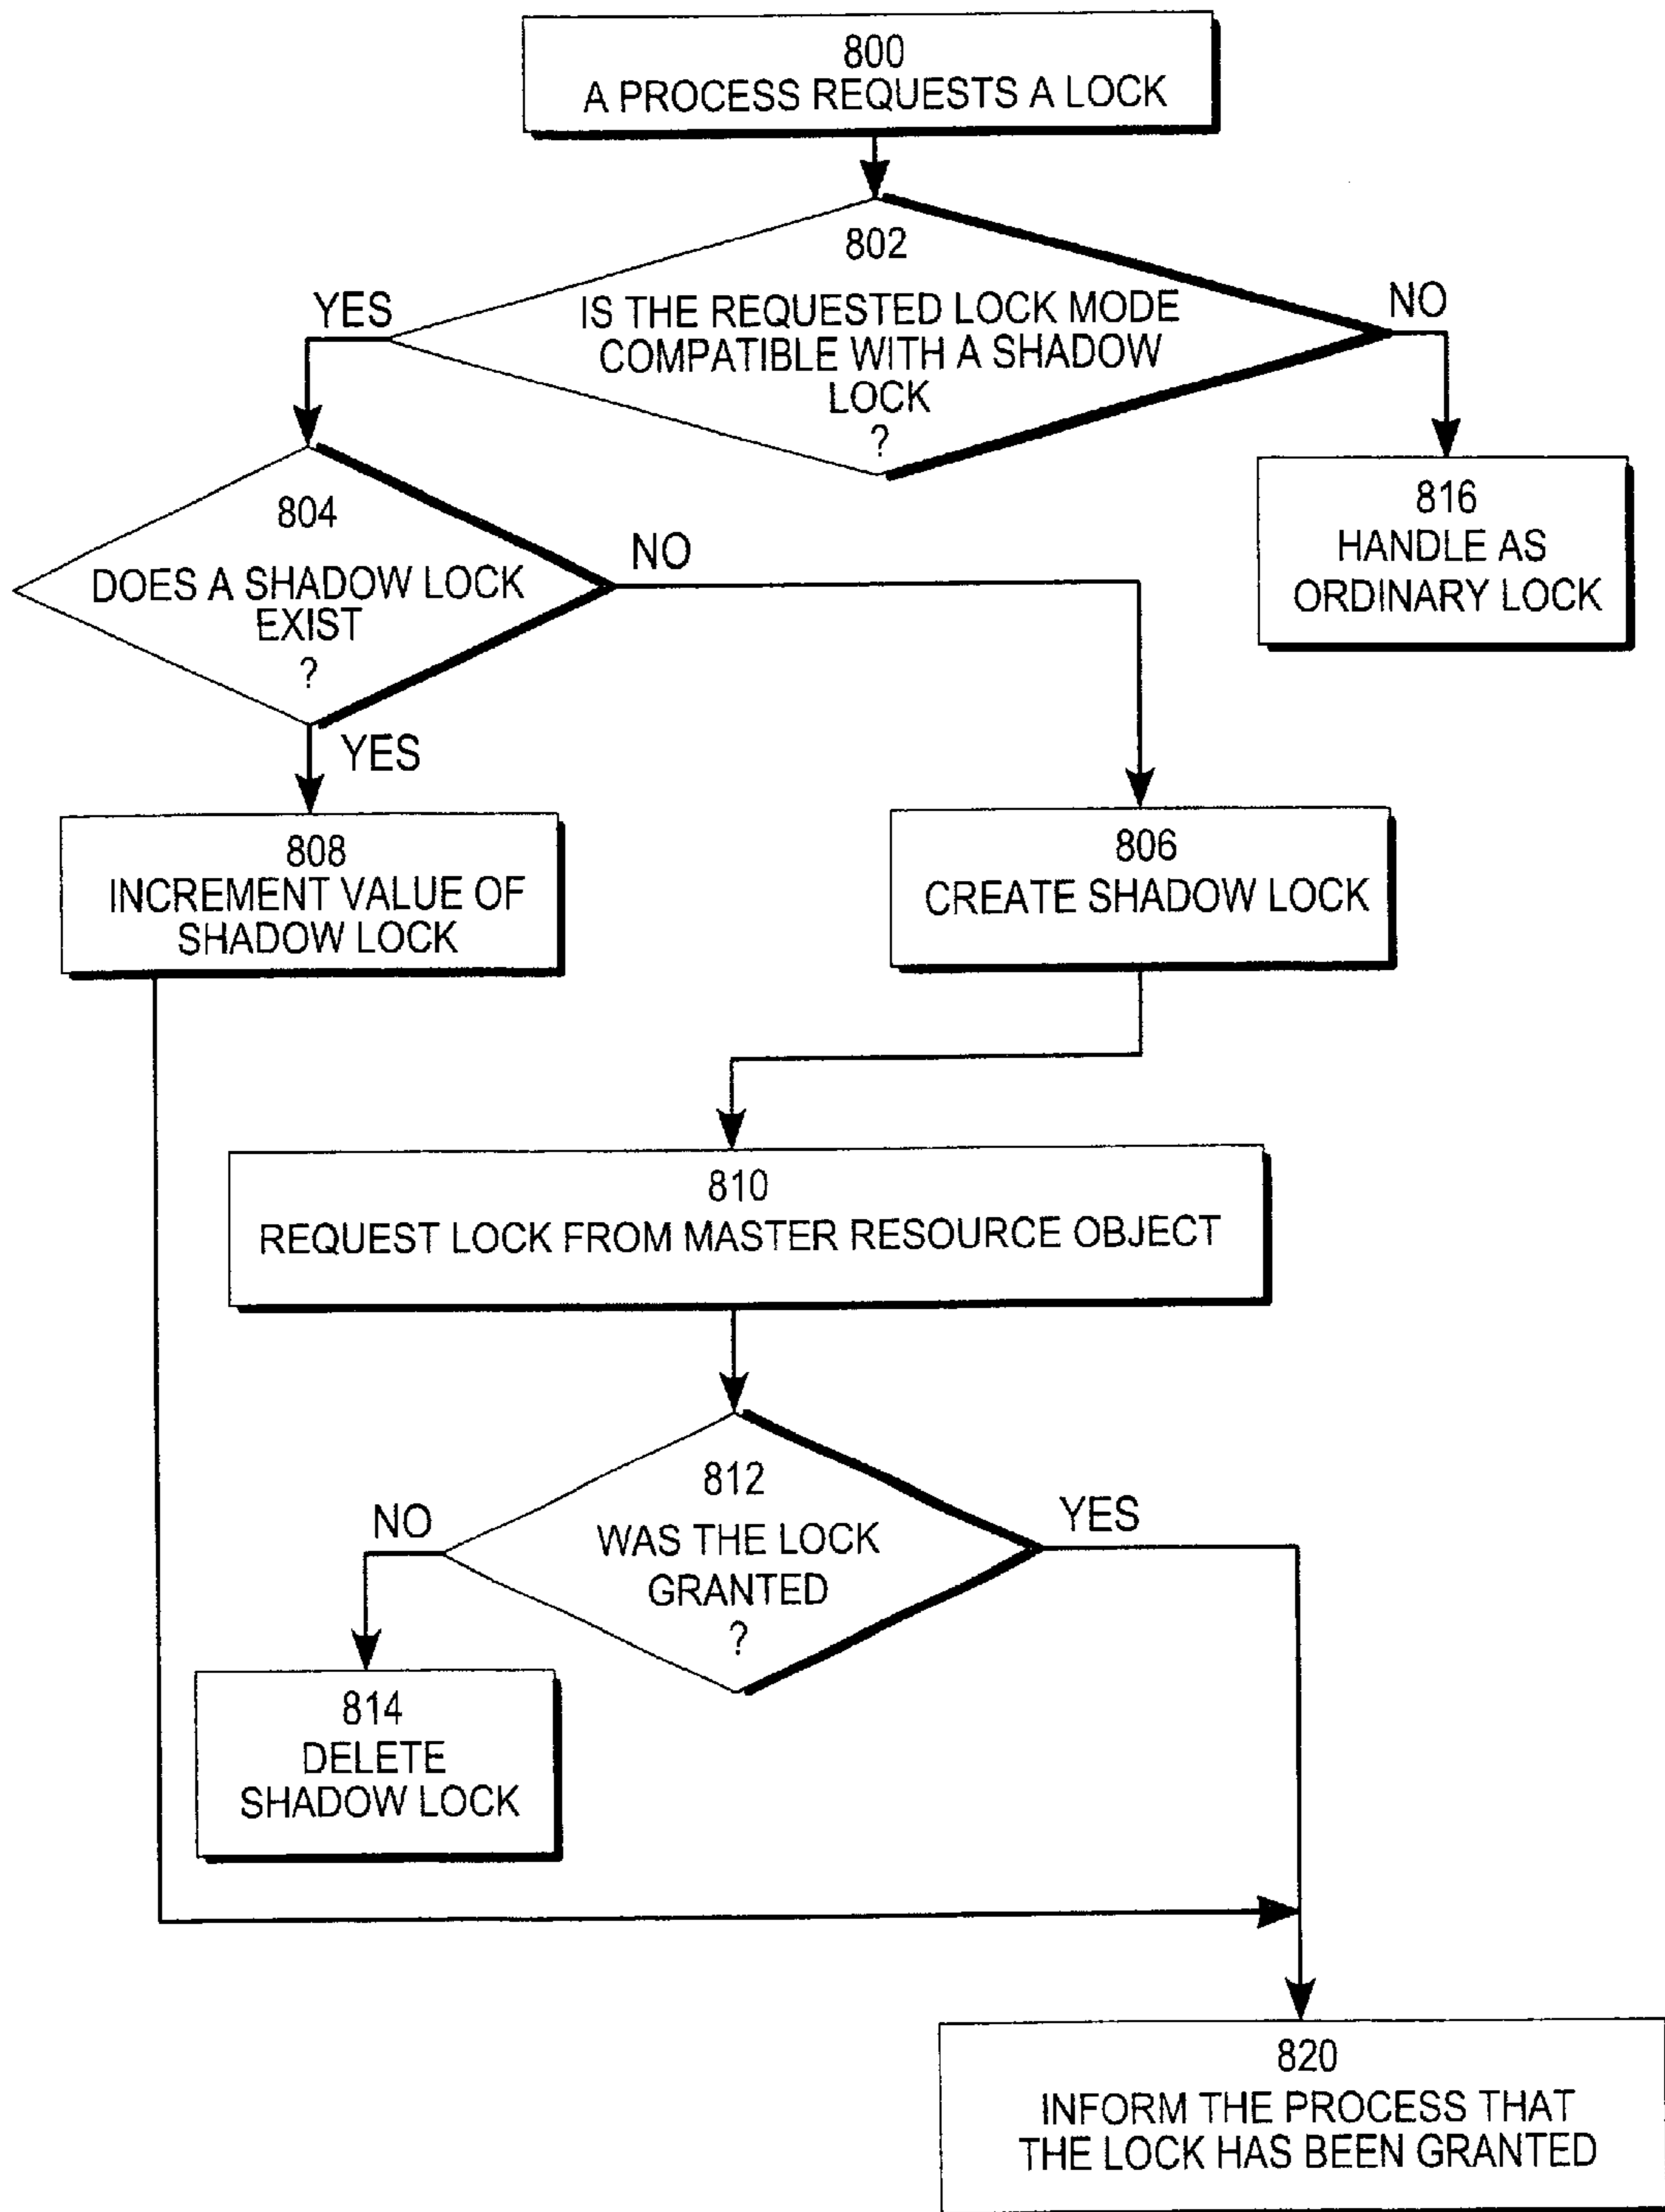 800
A PROCESS REQUESTS A LOCK
802
IS THE REQUESTED LOCK MODE
COMPATIBLE WITH A SHADOW
LOCK
?
YES
NO
804
DOES A SHADOW LOCK
EXIST
?
NO
YES
816
HANDLE AS
ORDINARY LOCK
808
INCREMENT VALUE OF
SHADOW LOCK
806
CREATE SHADOW LOCK
810
REQUEST LOCK FROM MASTER RESOURCE OBJECT
812
WAS THE LOCK
GRANTED
?
NO
YES
814
DELETE
SHADOW LOCK
820
INFORM THE PROCESS THAT
THE LOCK HAS BEEN GRANTED